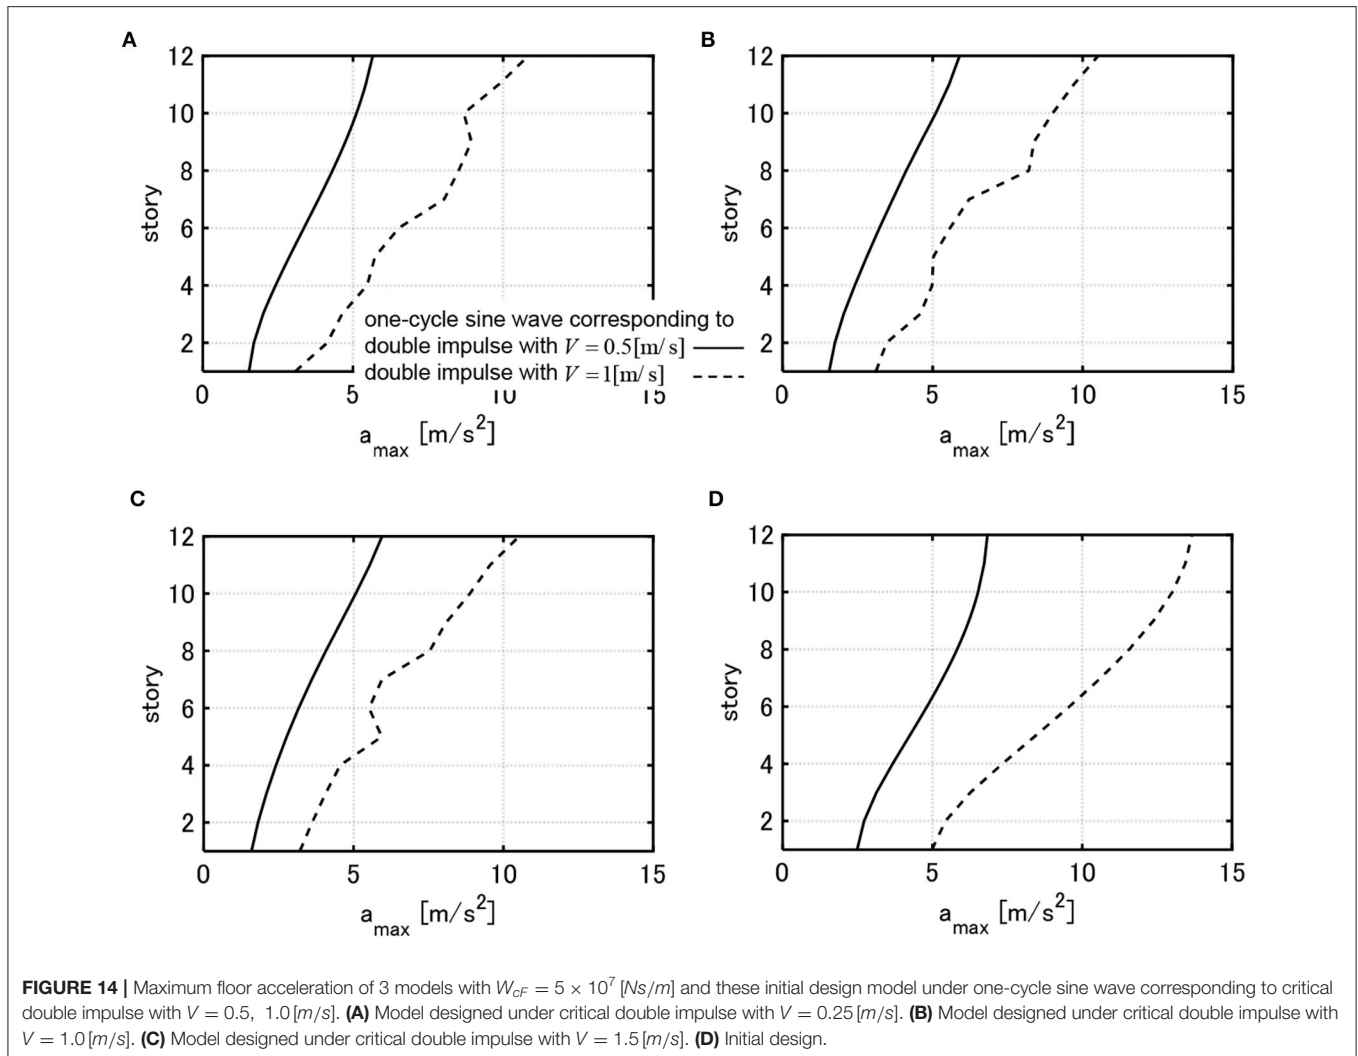 A
12
10
8
6
4
2
story
0
5
10
15
a_max [m/s²]
one-cycle sine wave corresponding to
double impulse with V = 0.5[m/s]
double impulse with V = 1[m/s]
B
12
10
8
6
4
2
story
0
5
10
15
a_max [m/s²]
C
12
10
8
6
4
2
story
0
5
10
15
a_max [m/s²]
D
12
10
8
6
4
2
story
0
5
10
15
a_max [m/s²]
FIGURE 14 | Maximum floor acceleration of 3 models with W_cF = 5 × 10⁷ [Ns/m] and these initial design model under one-cycle sine wave corresponding to critical
double impulse with V = 0.5, 1.0 [m/s]. (A) Model designed under critical double impulse with V = 0.25 [m/s]. (B) Model designed under critical double impulse with
V = 1.0 [m/s]. (C) Model designed under critical double impulse with V = 1.5 [m/s]. (D) Initial design.